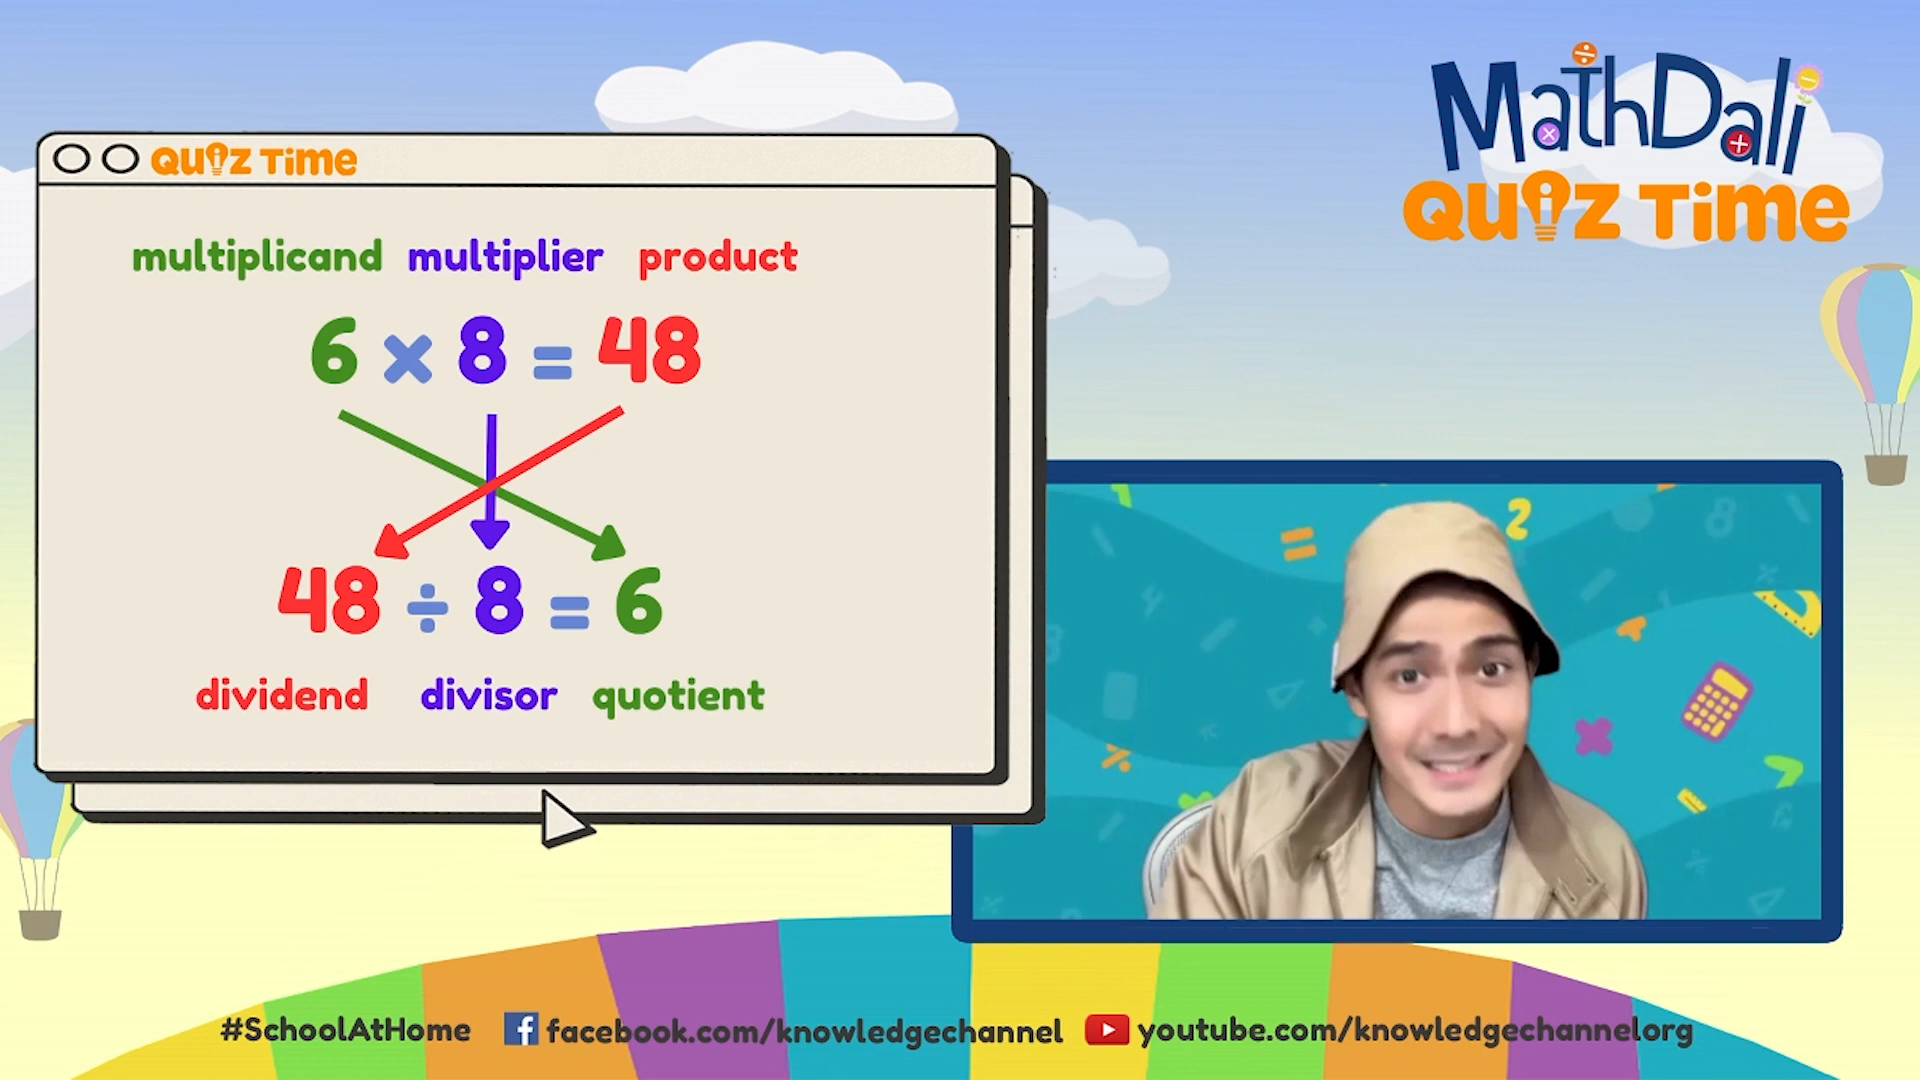 MathDali
Quiz Time
Quiz Time
multiplicand multiplier product
6 × 8 = 48
48 ÷ 8 = 6
dividend divisor quotient
2
#SchoolAtHome facebook.com/knowledgechannel youtube.com/knowledgechannelorg